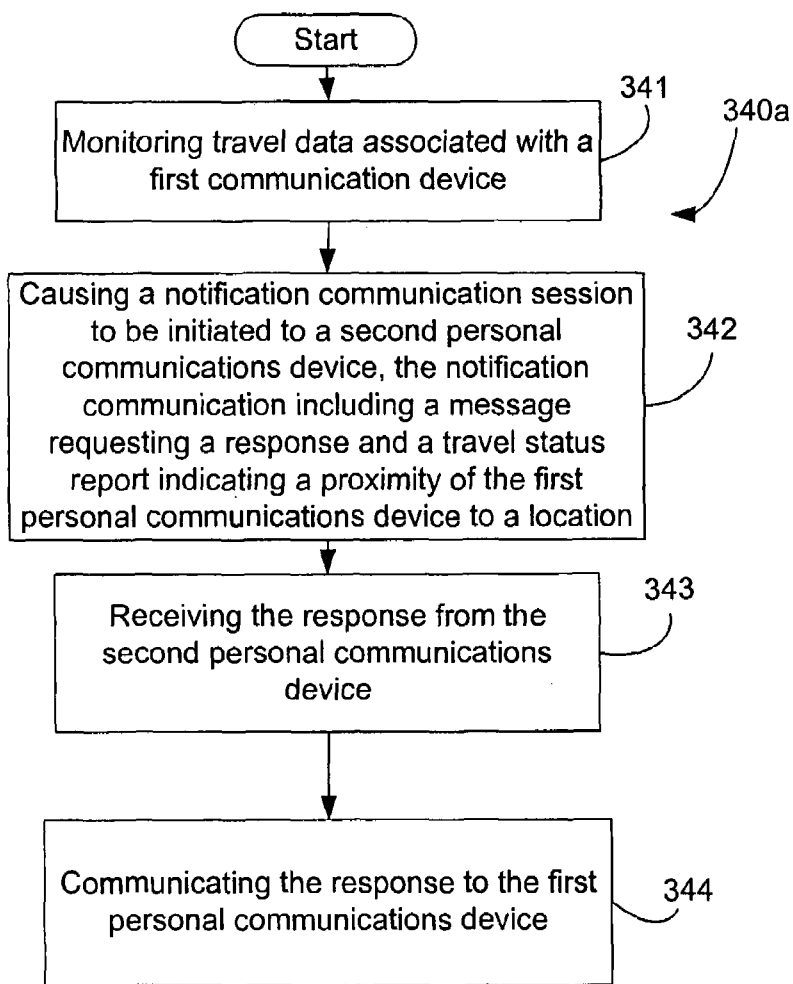 Start
341
340a
Monitoring travel data associated with a
first communication device
Causing a notification communication session
to be initiated to a second personal
communications device, the notification
communication including a message
requesting a response and a travel status
report indicating a proximity of the first
personal communications device to a location
342
Receiving the response from the
second personal communications
device
343
Communicating the response to the first
personal communications device
344